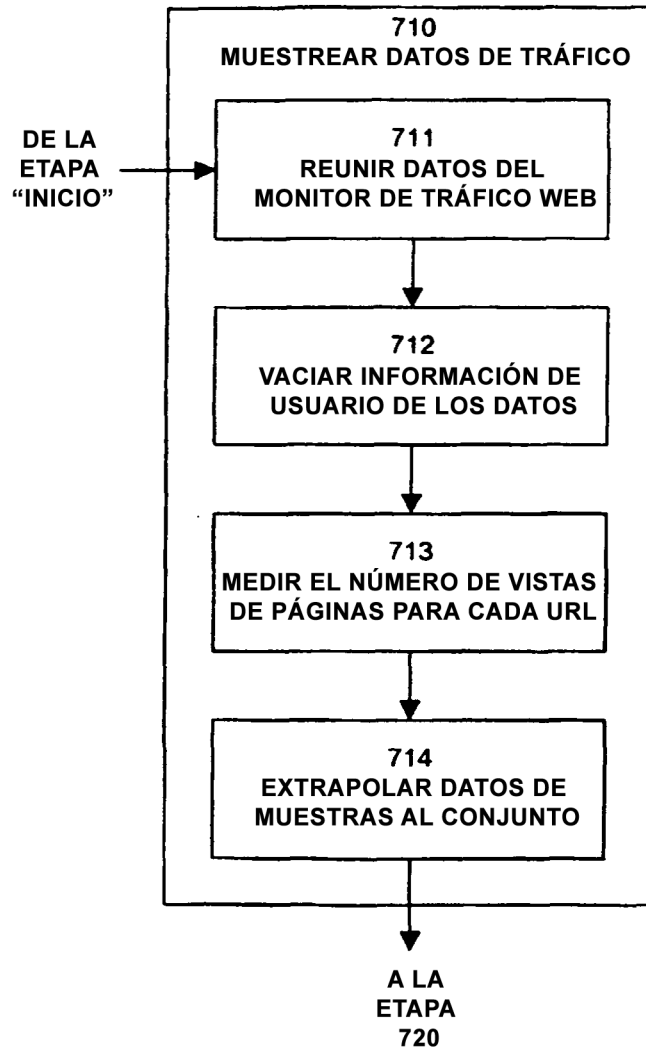 710
MUESTREAR DATOS DE TRÁFICO
DE LA
ETAPA
“INICIO”
711
REUNIR DATOS DEL
MONITOR DE TRÁFICO WEB
712
VACIAR INFORMACIÓN DE
USUARIO DE LOS DATOS
713
MEDIR EL NÚMERO DE VISTAS
DE PÁGINAS PARA CADA URL
714
EXTRAPOLAR DATOS DE
MUESTRAS AL CONJUNTO
A LA
ETAPA
720